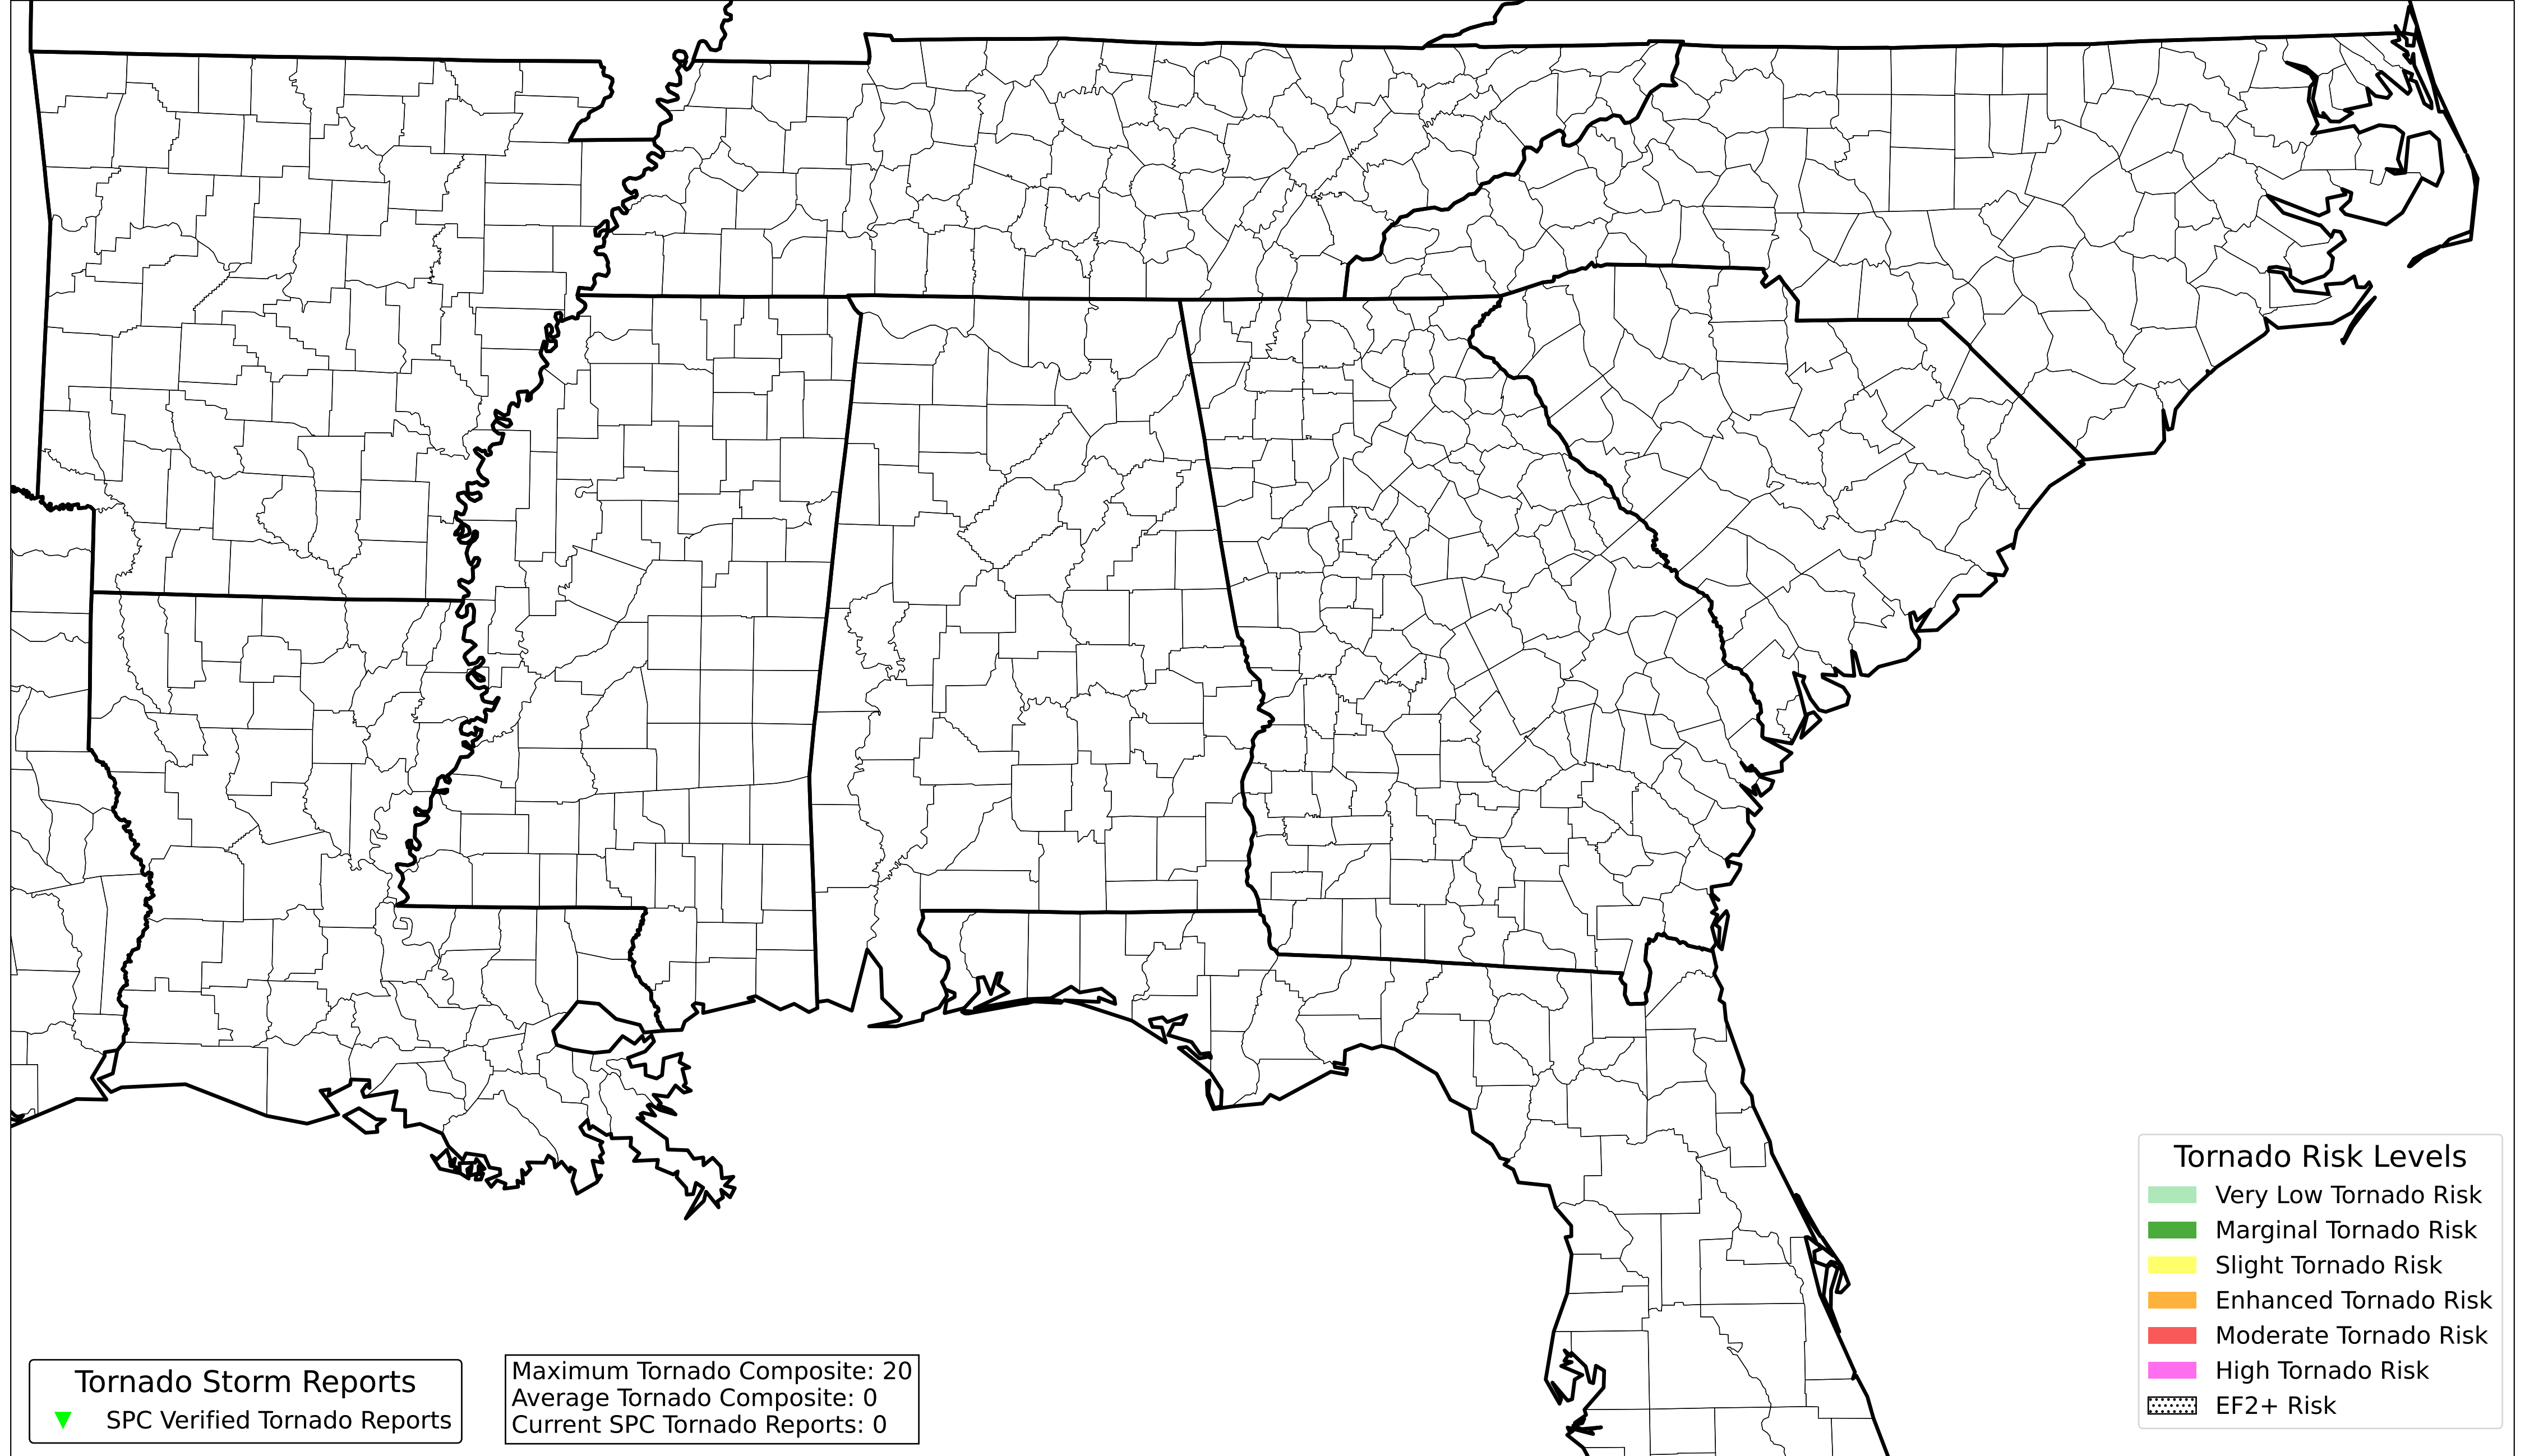 Tornado Risk Levels
Very Low Tornado Risk
Marginal Tornado Risk
Slight Tornado Risk
Enhanced Tornado Risk
Moderate Tornado Risk
High Tornado Risk
EF2+ Risk
Tornado Storm Reports
SPC Verified Tornado Reports
Maximum Tornado Composite: 20
Average Tornado Composite: 0
Current SPC Tornado Reports: 0